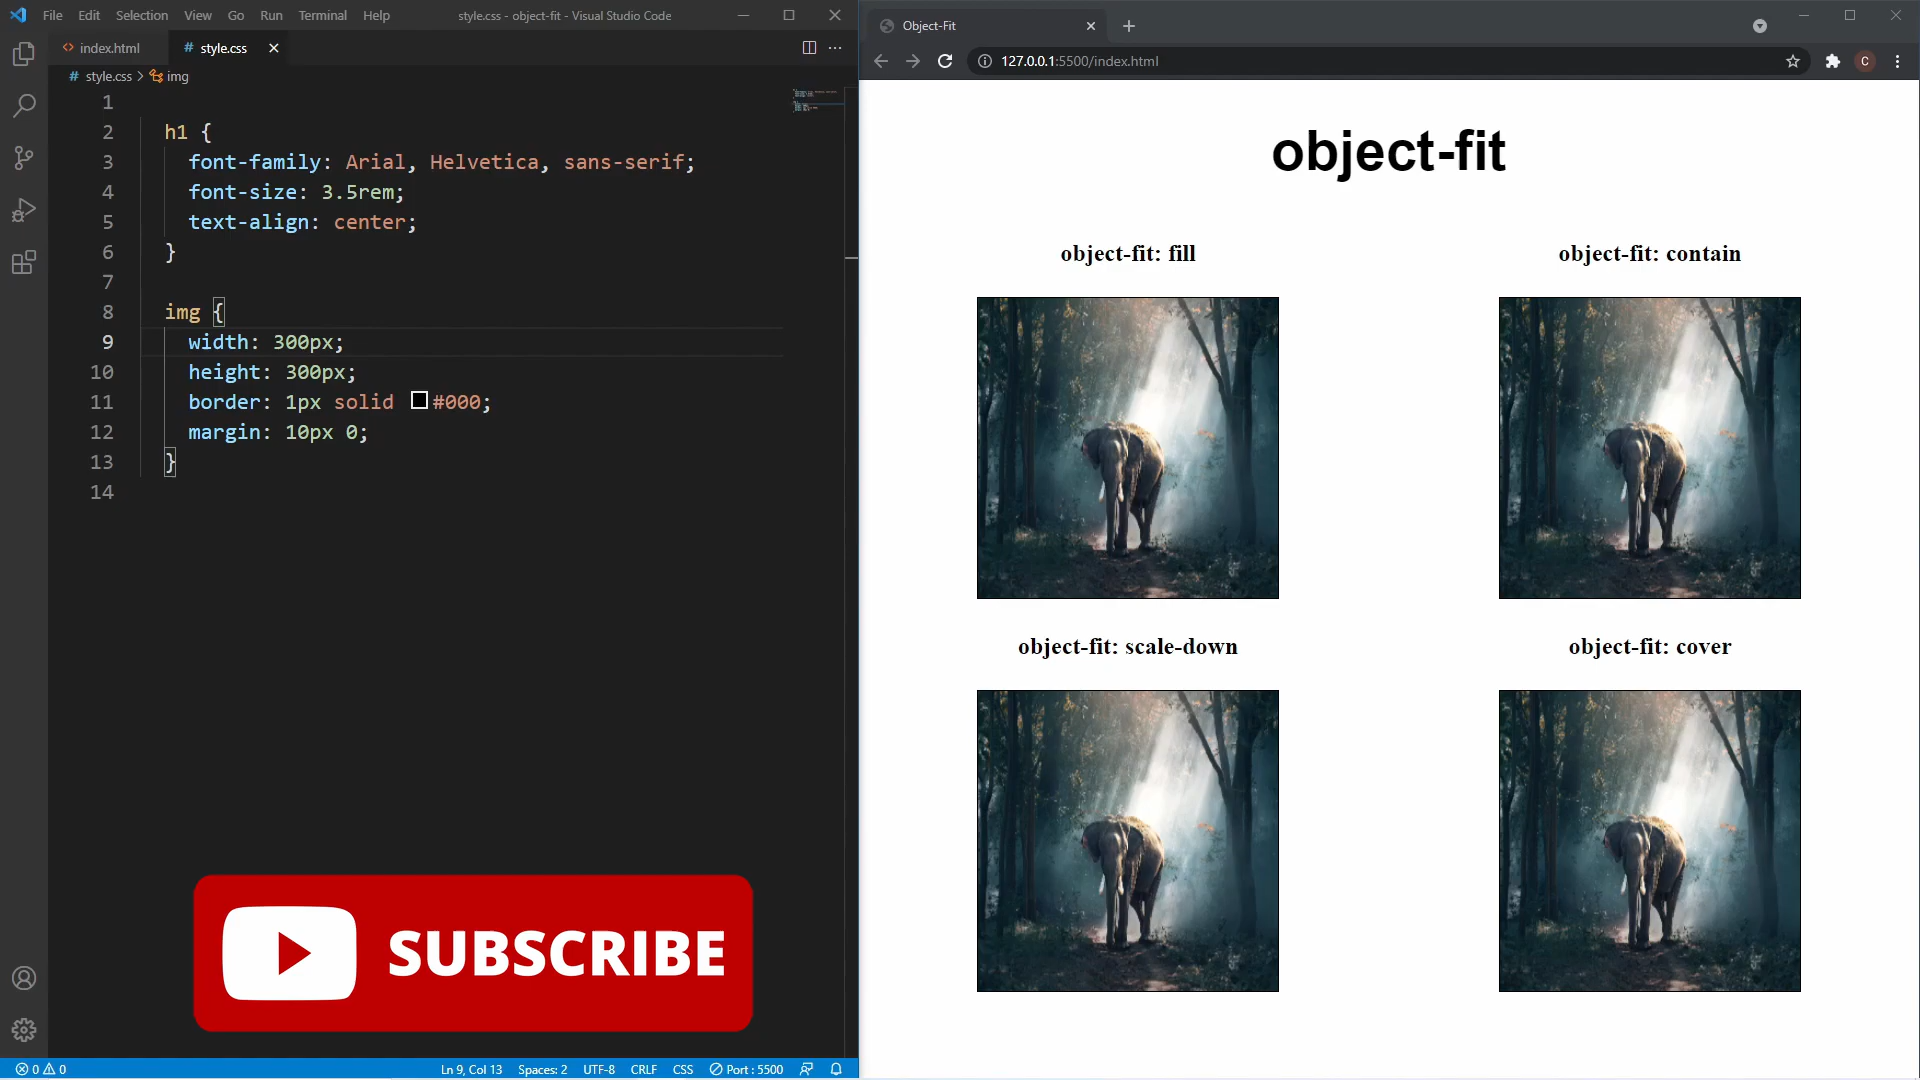 File Edit Selection View Go Run Terminal Help style.css - object-fit - Visual Studio Code
index.html style.css
style.css img
1
2 h1 {
3 font-family: Arial, Helvetica, sans-serif;
4 font-size: 3.5rem;
5 text-align: center;
6 }
7
8 img {
9 width: 300px;
10 height: 300px;
11 border: 1px solid #000;
12 margin: 10px 0;
13 }
14
SUBSCRIBE
0 0 Ln 9, Col 13 Spaces: 2 UTF-8 CRLF CSS Port : 5500
Object-Fit
127.0.0.1:5500/index.html C
object-fit
object-fit: fill
object-fit: contain
object-fit: scale-down
object-fit: cover